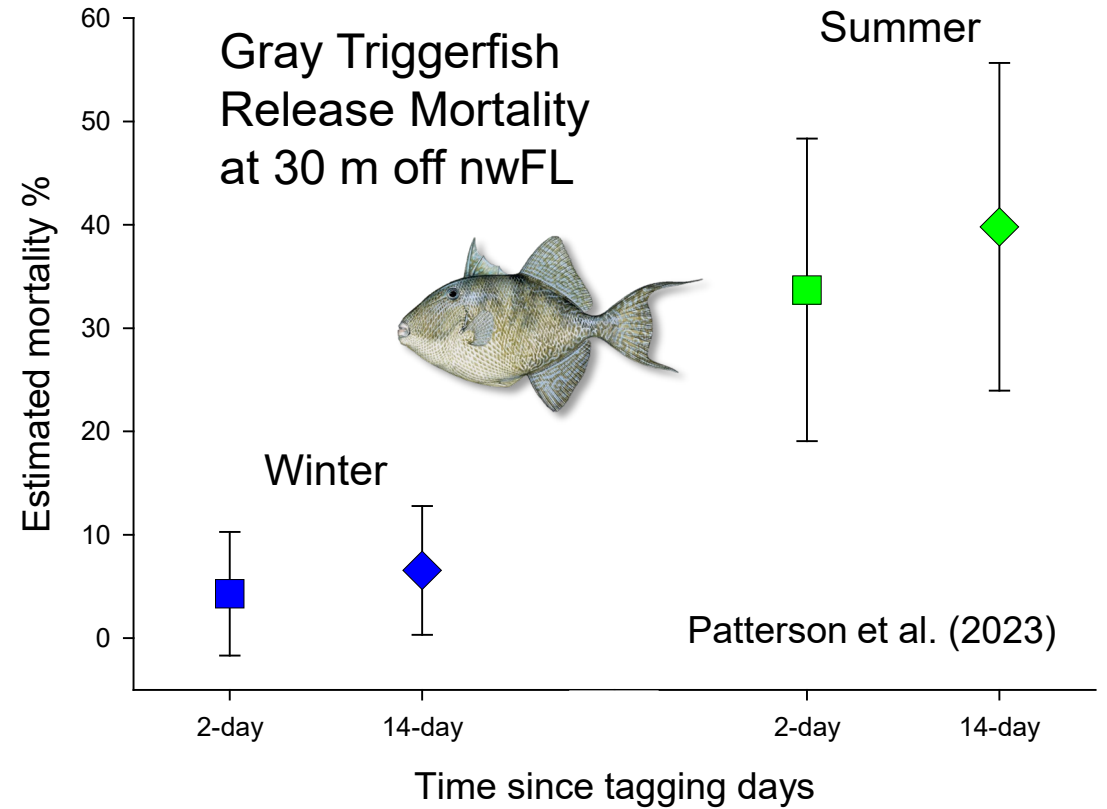 60
Summer
Gray Triggerfish
Release Mortality
at 30 m off nwFL
50
40
30
20
10
0
Estimated mortality %
Winter
Patterson et al. (2023)
2-day
14-day
2-day
14-day
Time since tagging days